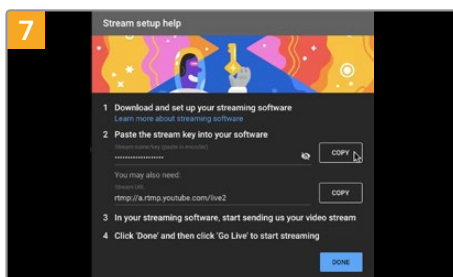 7
Stream setup help
1 Download and set up your streaming software
Learn more about streaming software
2 Paste the stream key into your software
Stream name/key (paste in encoder)
••••••••••••••••••••
COPY
You may also need:
Stream URL
rtmp://a.rtmp.youtube.com/live2
COPY
3 In your streaming software, start sending us your video stream
4 Click 'Done' and then click 'Go Live' to start streaming
DONE